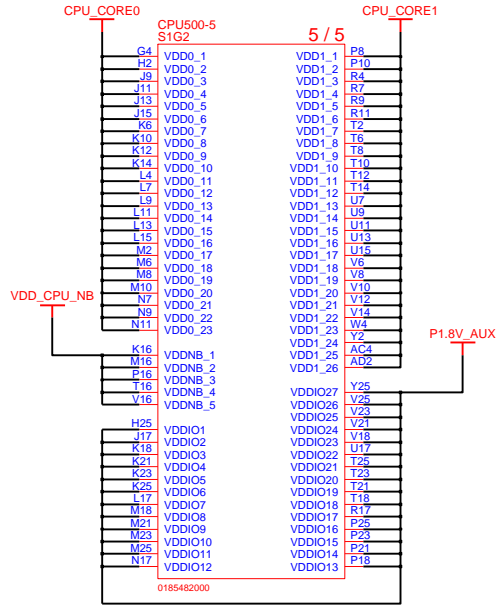 CPU_CORE0
CPU_CORE1
CPU500-5
S1G2
5 / 5
G4 VDD0_1
H2 VDD0_2
J9 VDD0_3
J11 VDD0_4
J13 VDD0_5
J15 VDD0_6
K6 VDD0_7
K10 VDD0_8
K12 VDD0_9
K14 VDD0_10
L4 VDD0_11
L7 VDD0_12
L9 VDD0_13
L11 VDD0_14
L13 VDD0_15
L15 VDD0_16
M2 VDD0_17
M6 VDD0_18
M8 VDD0_19
M10 VDD0_20
N7 VDD0_21
N9 VDD0_22
N11 VDD0_23
VDD_CPU_NB
K16 VDDNB_1
M16 VDDNB_2
P16 VDDNB_3
T16 VDDNB_4
V16 VDDNB_5
H25 VDDIO1
J17 VDDIO2
K18 VDDIO3
K21 VDDIO4
K23 VDDIO5
K25 VDDIO6
L17 VDDIO7
M18 VDDIO8
M21 VDDIO9
M23 VDDIO10
M25 VDDIO11
N17 VDDIO12
VDD1_1 P8
VDD1_2 P10
VDD1_3 R4
VDD1_4 R7
VDD1_5 R9
VDD1_6 R11
VDD1_7 T2
VDD1_8 T6
VDD1_9 T8
VDD1_10 T10
VDD1_11 T12
VDD1_12 T14
VDD1_13 U7
VDD1_14 U9
VDD1_15 U11
VDD1_16 U13
VDD1_17 U15
VDD1_18 V6
VDD1_19 V8
VDD1_20 V10
VDD1_21 V12
VDD1_22 V14
VDD1_23 W4
VDD1_24 Y2
VDD1_25 AC4
VDD1_26 AD2
P1.8V_AUX
VDDIO27 Y25
VDDIO26 V25
VDDIO25 V23
VDDIO24 V21
VDDIO23 V18
VDDIO22 U17
VDDIO21 T25
VDDIO20 T23
VDDIO19 T21
VDDIO18 T18
VDDIO17 R17
VDDIO16 P25
VDDIO15 P23
VDDIO14 P21
VDDIO13 P18
0185482000